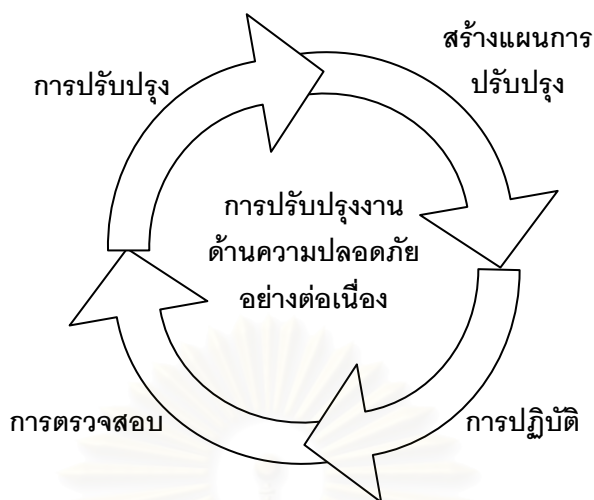 สร้างแผนการ
ปรับปรุง
การปรับปรุง
การปรับปรุงงาน
ด้านความปลอดภัย
อย่างต่อเนื่อง
การตรวจสอบ
การปฏิบัติ